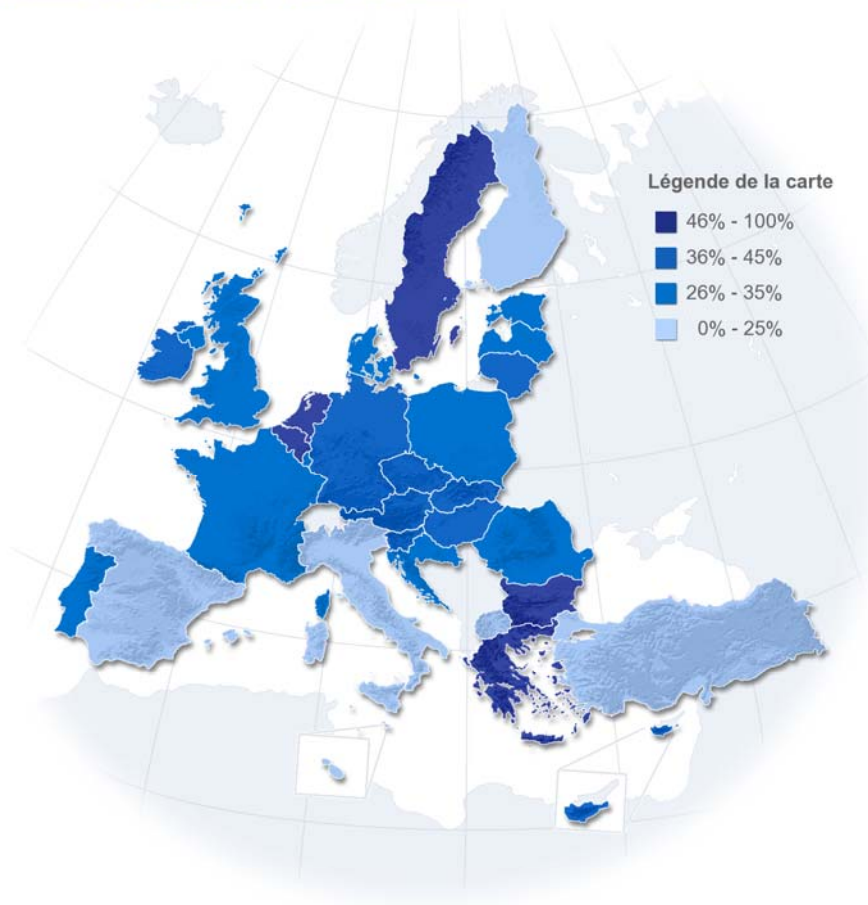 Légende de la carte
46% - 100%
36% - 45%
26% - 35%
0% - 25%